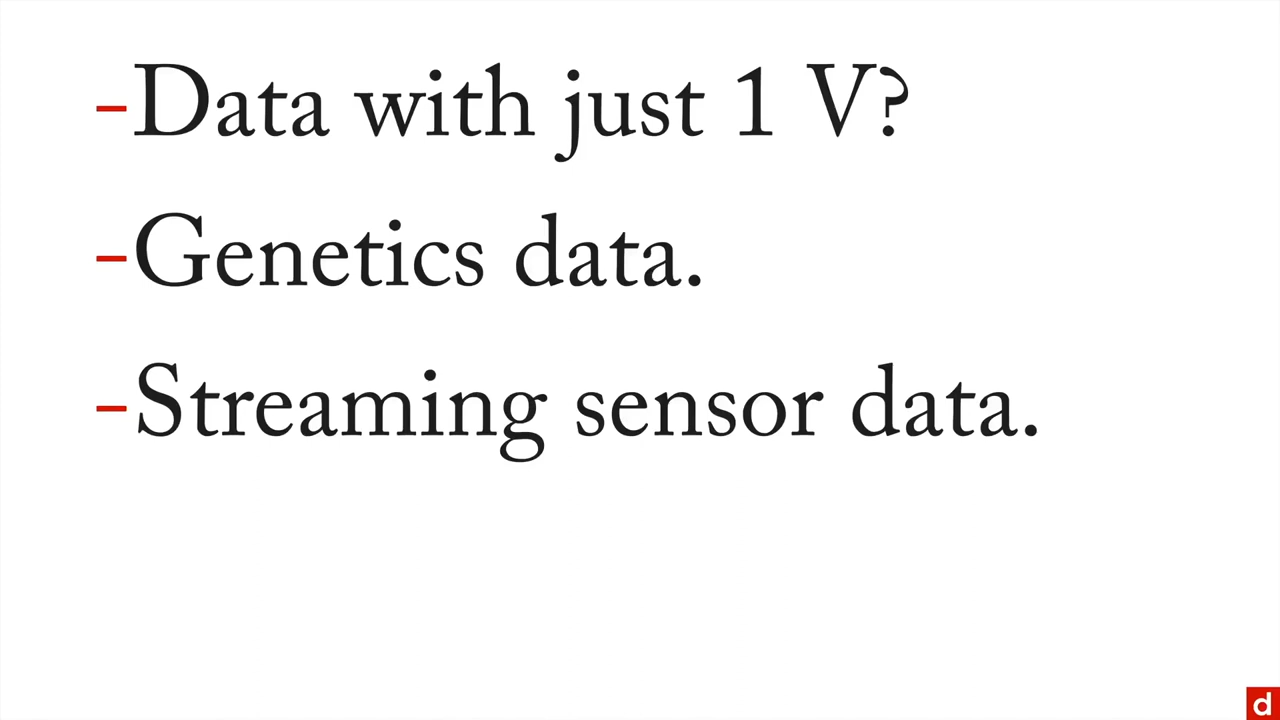 -Data with just 1 V?
-Genetics data.
-Streaming sensor data.
d